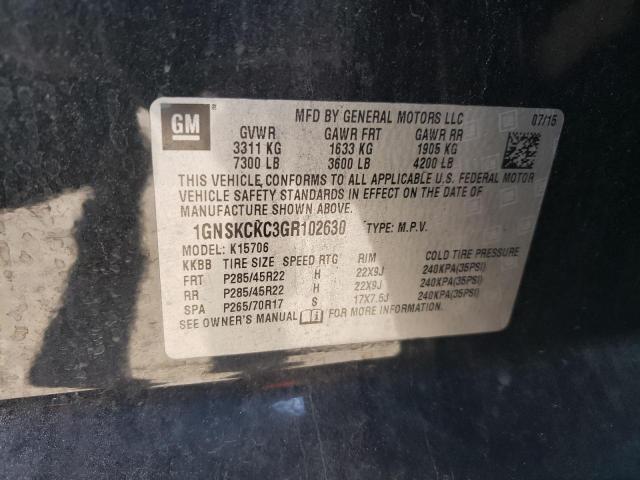 GM
MFD BY GENERAL MOTORS LLC 07/15
GVWR GAWR FRT GAWR RR
3311 KG 1633 KG 1905 KG
7300 LB 3600 LB 4200 LB
THIS VEHICLE CONFORMS TO ALL APPLICABLE U.S. FEDERAL MOTOR
VEHICLE SAFETY STANDARDS IN EFFECT ON THE DATE OF
MANUFACTURE SHOWN ABOVE.
1GNSKCKC3GR102630 TYPE: M.P.V.
MODEL: K15706
KKBB TIRE SIZE SPEED RTG RIM COLD TIRE PRESSURE
FRT P285/45R22 H 22X9J 240KPA(35PSI)
RR P285/45R22 H 22X9J 240KPA(35PSI)
SPA P265/70R17 S 17X7.5J 240KPA(35PSI)
SEE OWNER'S MANUAL FOR MORE INFORMATION.